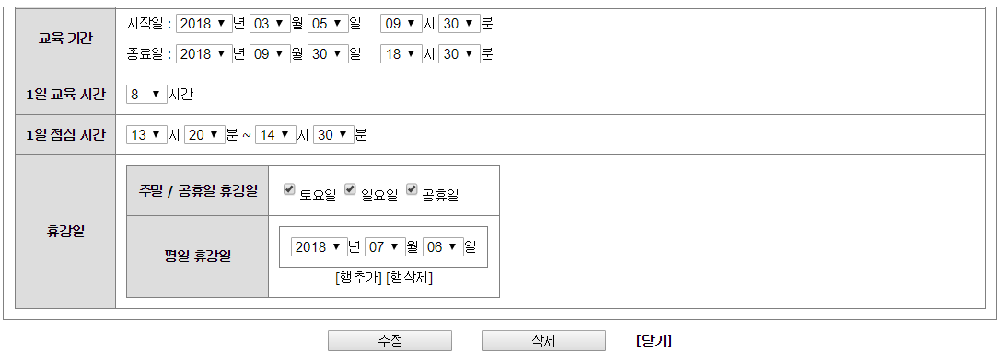 교육 기간
시작일 : 2018 년 03 월 05 일 09 시 30 분
종료일 : 2018 년 09 월 30 일 18 시 30 분
1일 교육 시간
8 시간
1일 점심 시간
13 시 20 분 ~ 14 시 30 분
휴강일
주말 / 공휴일 휴강일
토요일 일요일 공휴일
평일 휴강일
2018 년 07 월 06 일
[행추가] [행삭제]
수정 삭제 [닫기]